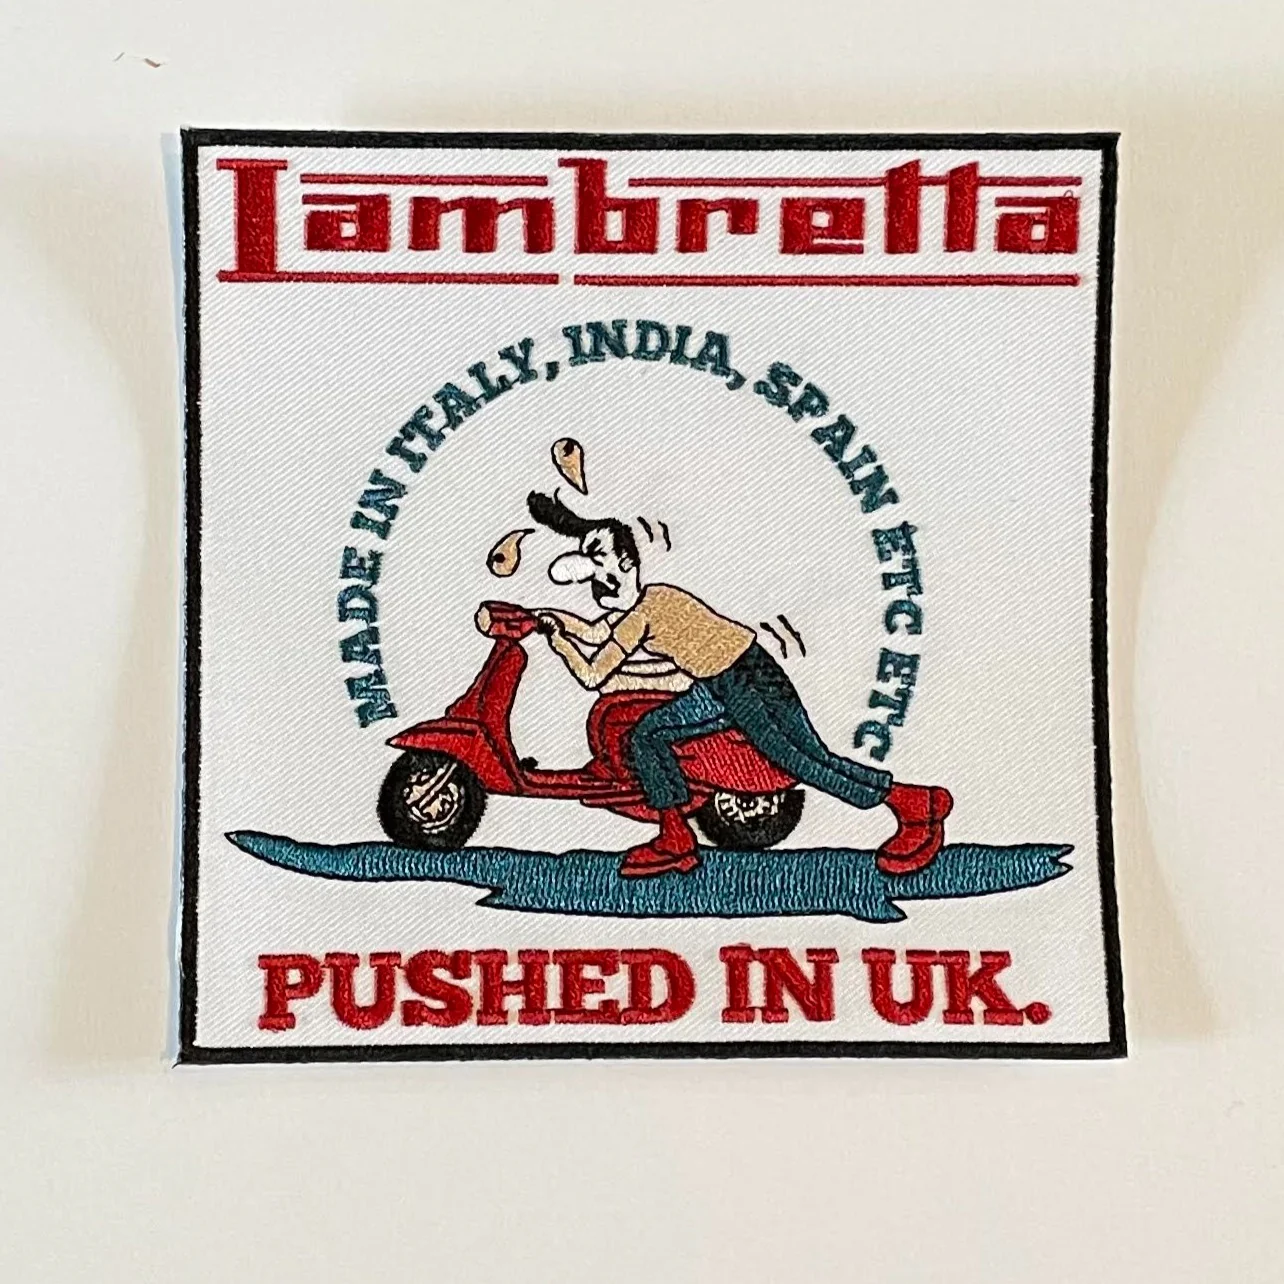 Lambretta
MADE IN ITALY, INDIA, SPAIN ETC ETC
PUSHED IN UK.